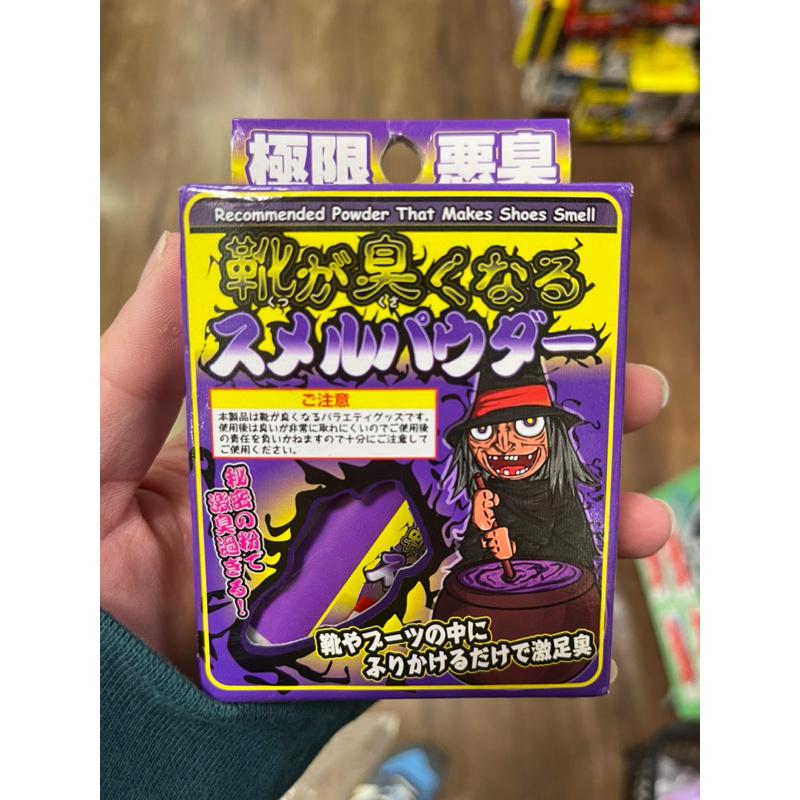 極限 悪臭
Recommended Powder That Makes Shoes Smell
靴が臭くなる
くつ くさ
スメルパウダー
ご注意
本製品は靴が臭くなるバラエティグッズです。
使用後は臭いが非常に取れにくいのでご使用後
の責任を負いかねますので十分にご注意して
ご使用ください。
秘密の粉で
激臭過ぎる!
靴やブーツの中に
ふりかけるだけで激足臭